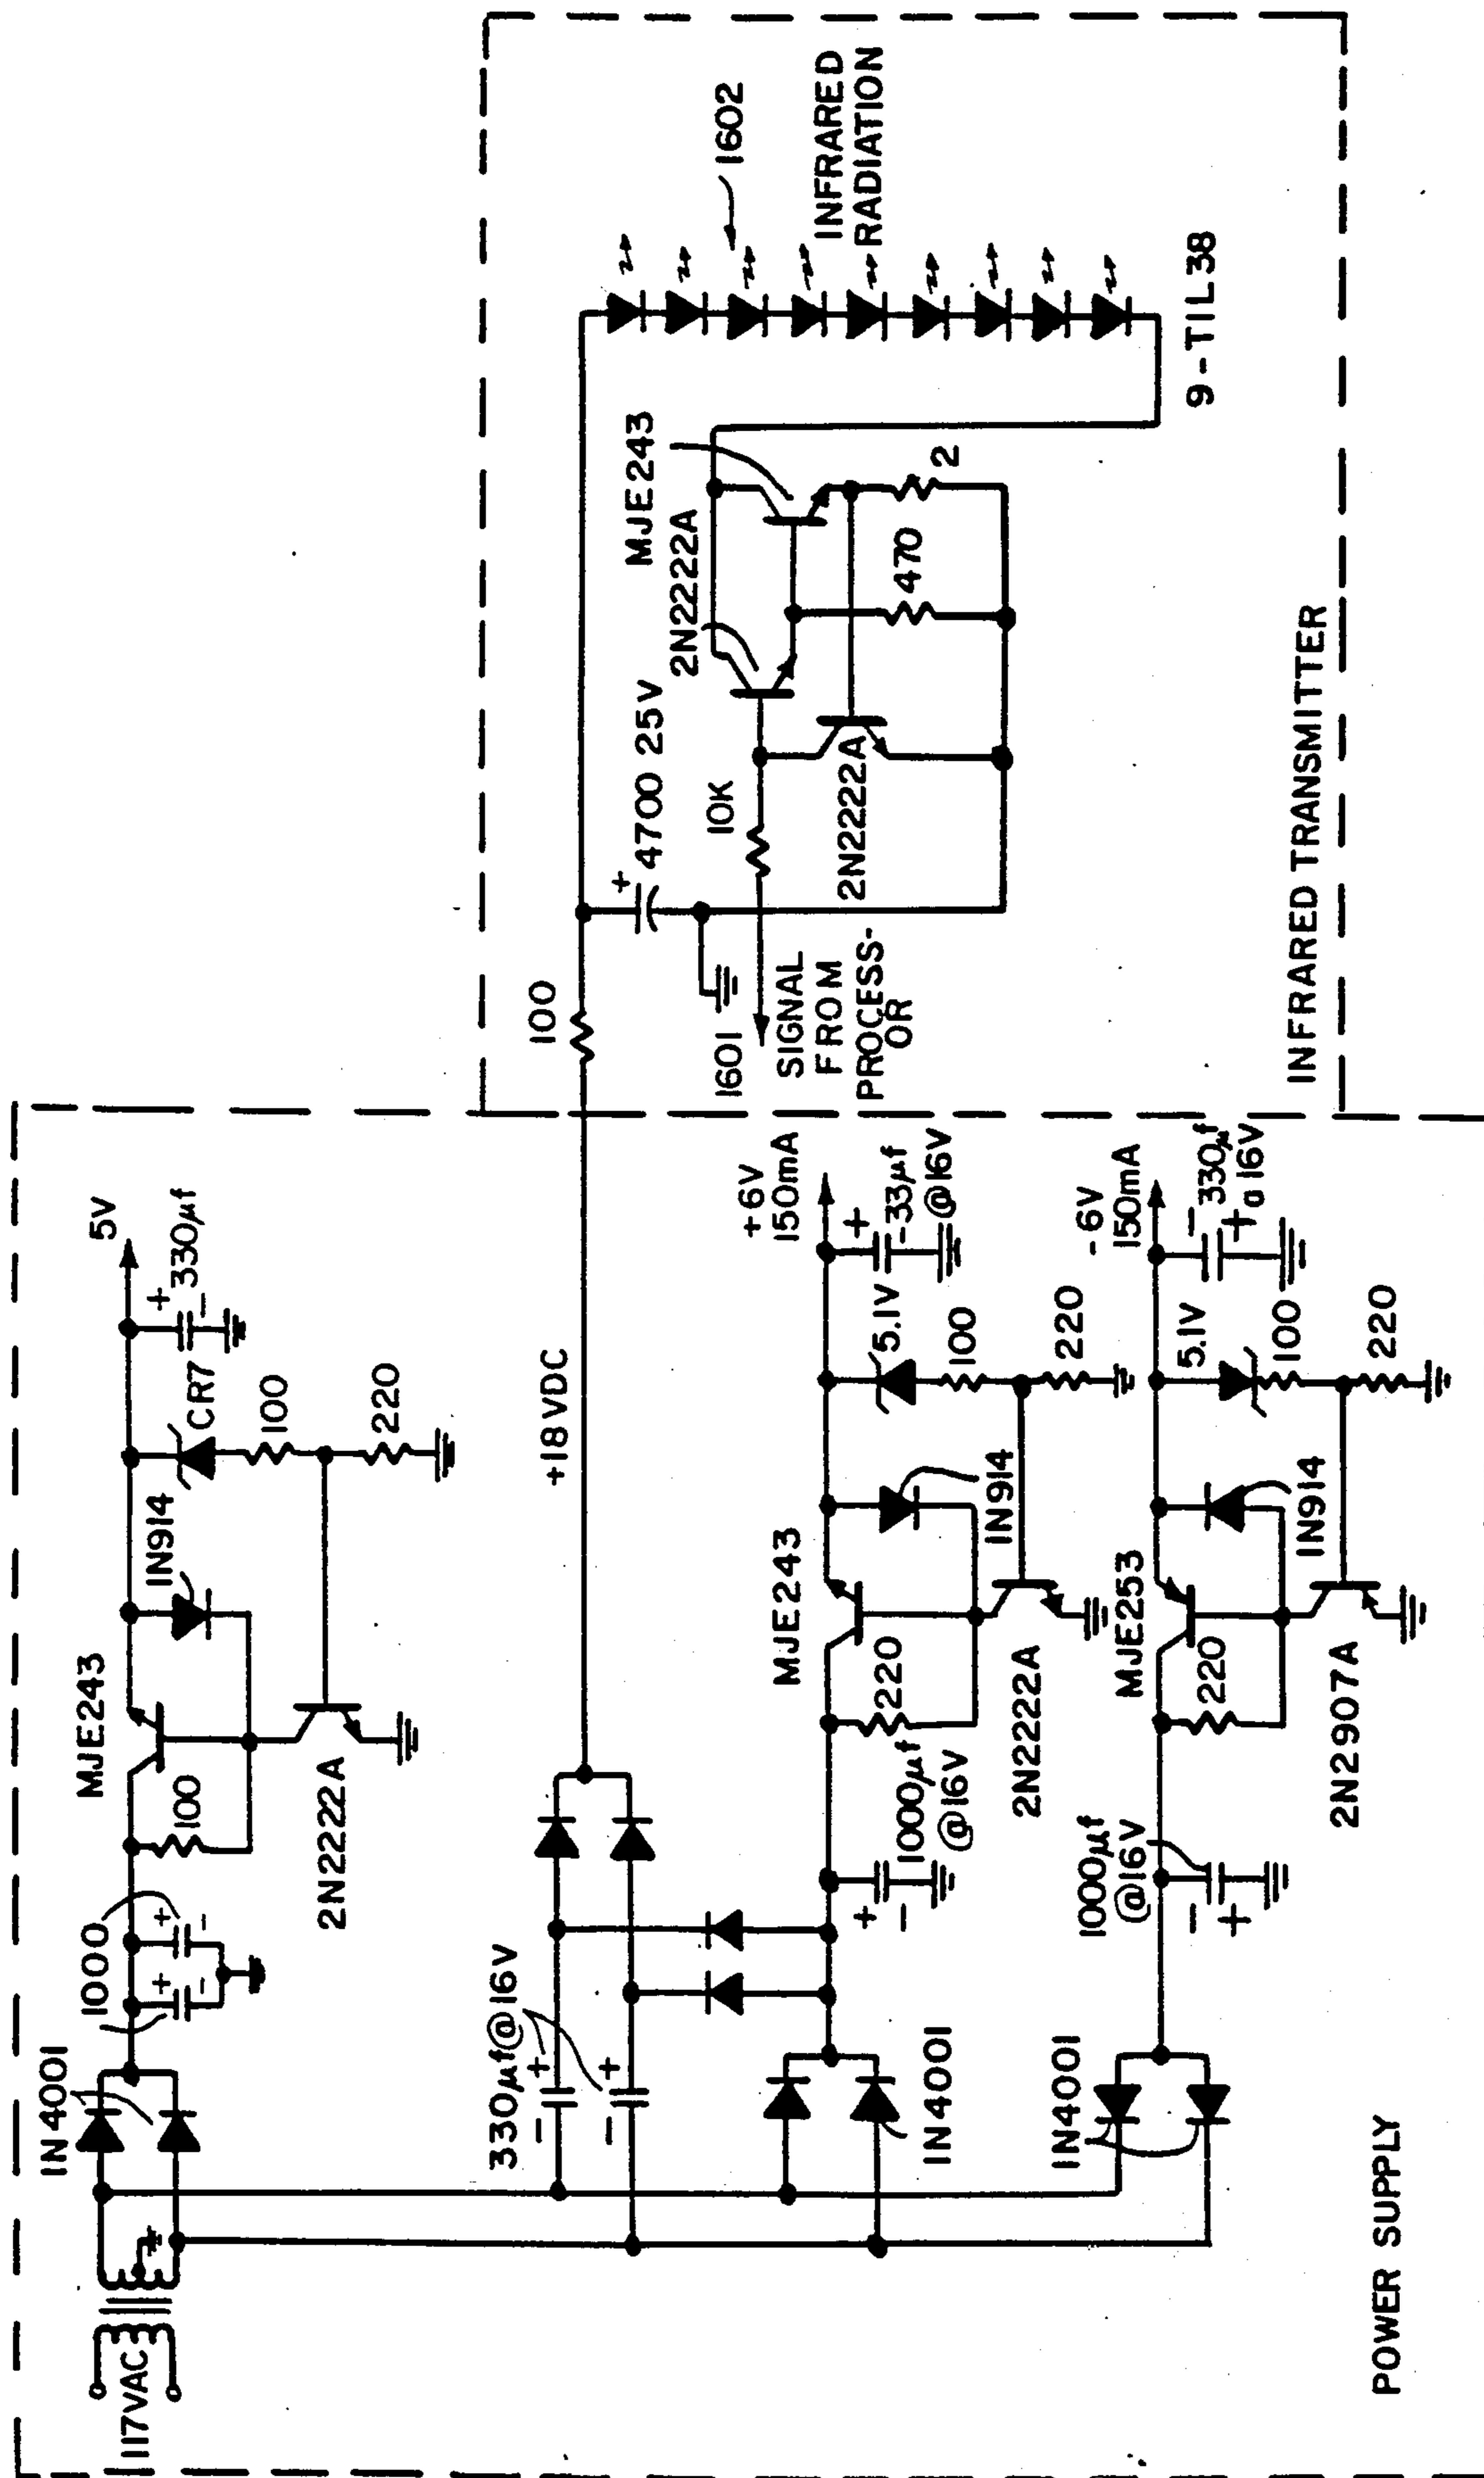 117VAC
1N4001
1000
+
-
+
-
100
MJE243
2N2222A
1N914
CR7
100
220
5V
+
-
330µf
330µf@16V
+
-
+
-
+18VDC
1N4001
+
-
1000µf
@16V
220
MJE243
2N2222A
1N914
5.1V
100
220
+6V
150mA
+
-
33µf
@16V
1N4001
1000µf
@16V
-
+
220
MJE253
2N2907A
1N914
5.1V
100
220
-6V
150mA
-
+
330µf
a 16V
POWER SUPPLY
100
+
4700 25V
1601
SIGNAL
FROM
PROCESS-
OR
10K
2N2222A
2N2222A
MJE243
470
2
1602
INFRARED
RADIATION
9-TIL38
INFRARED TRANSMITTER